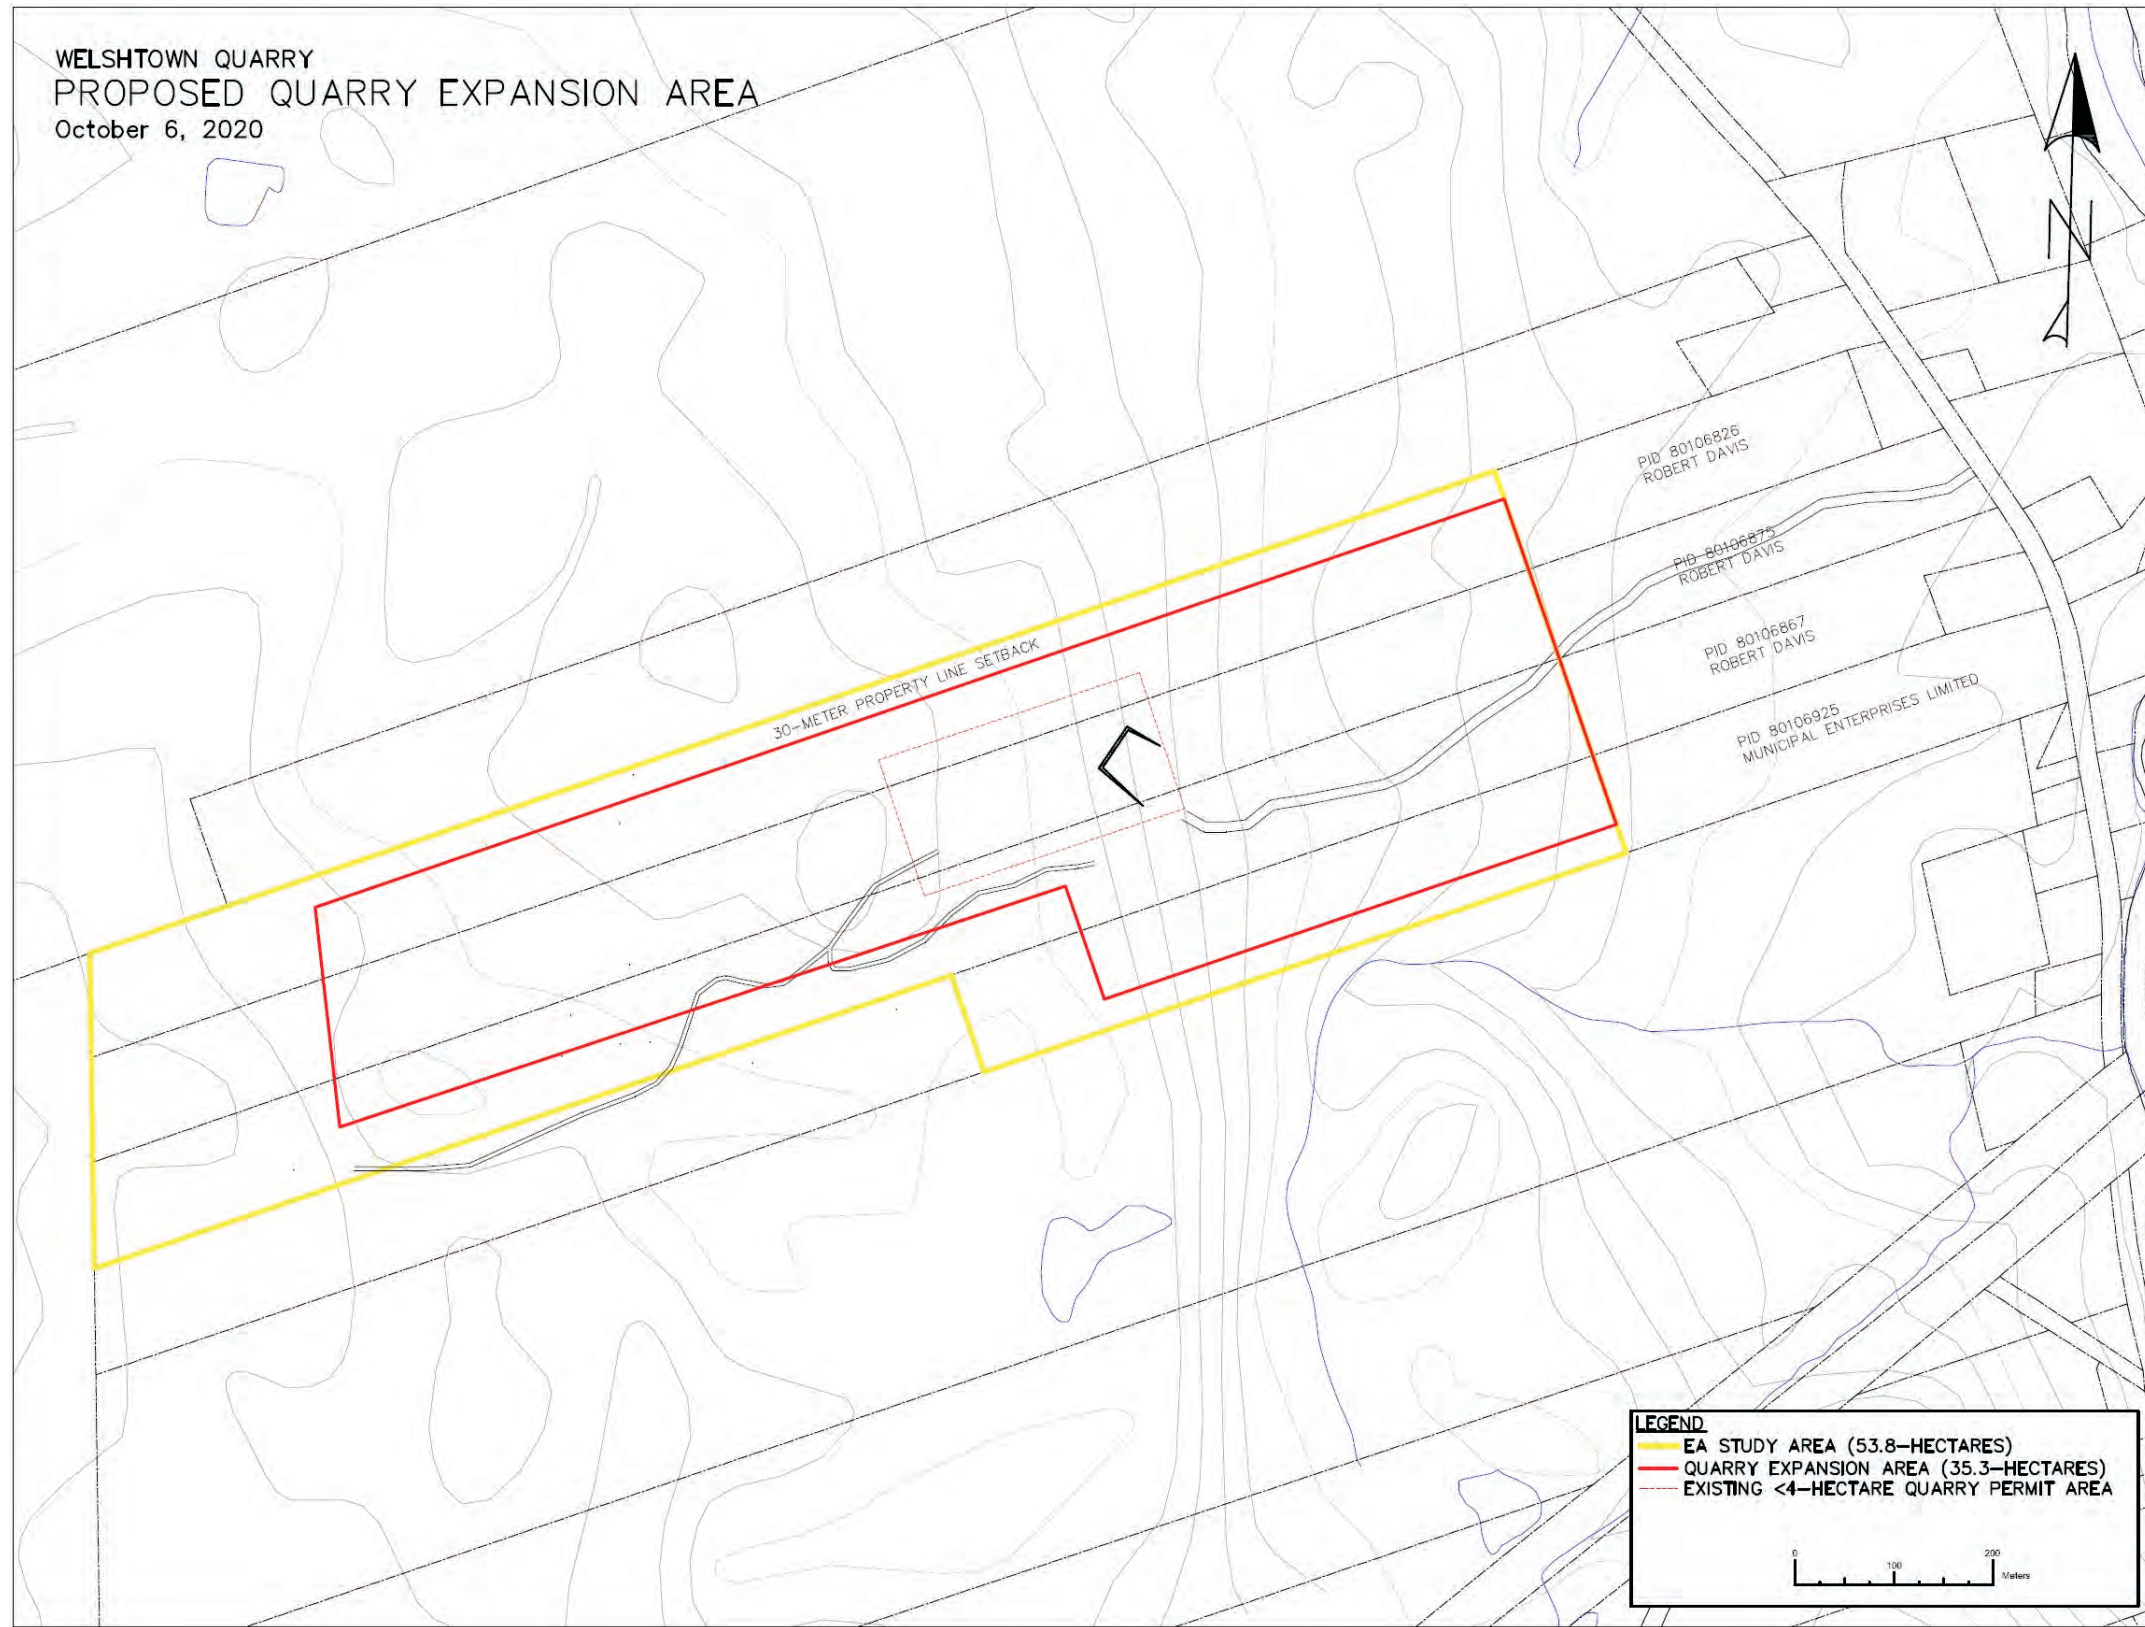 WELSHTOWN QUARRY
PROPOSED QUARRY EXPANSION AREA
October 6, 2020
N
PID 80106826
ROBERT DAVIS
PID 80106875
ROBERT DAVIS
PID 80106867
ROBERT DAVIS
PID 80106925
MUNICIPAL ENTERPRISES LIMITED
30-METER PROPERTY LINE SETBACK
LEGEND
EA STUDY AREA (53.8-HECTARES)
QUARRY EXPANSION AREA (35.3-HECTARES)
EXISTING <4-HECTARE QUARRY PERMIT AREA
0 100 200
Meters